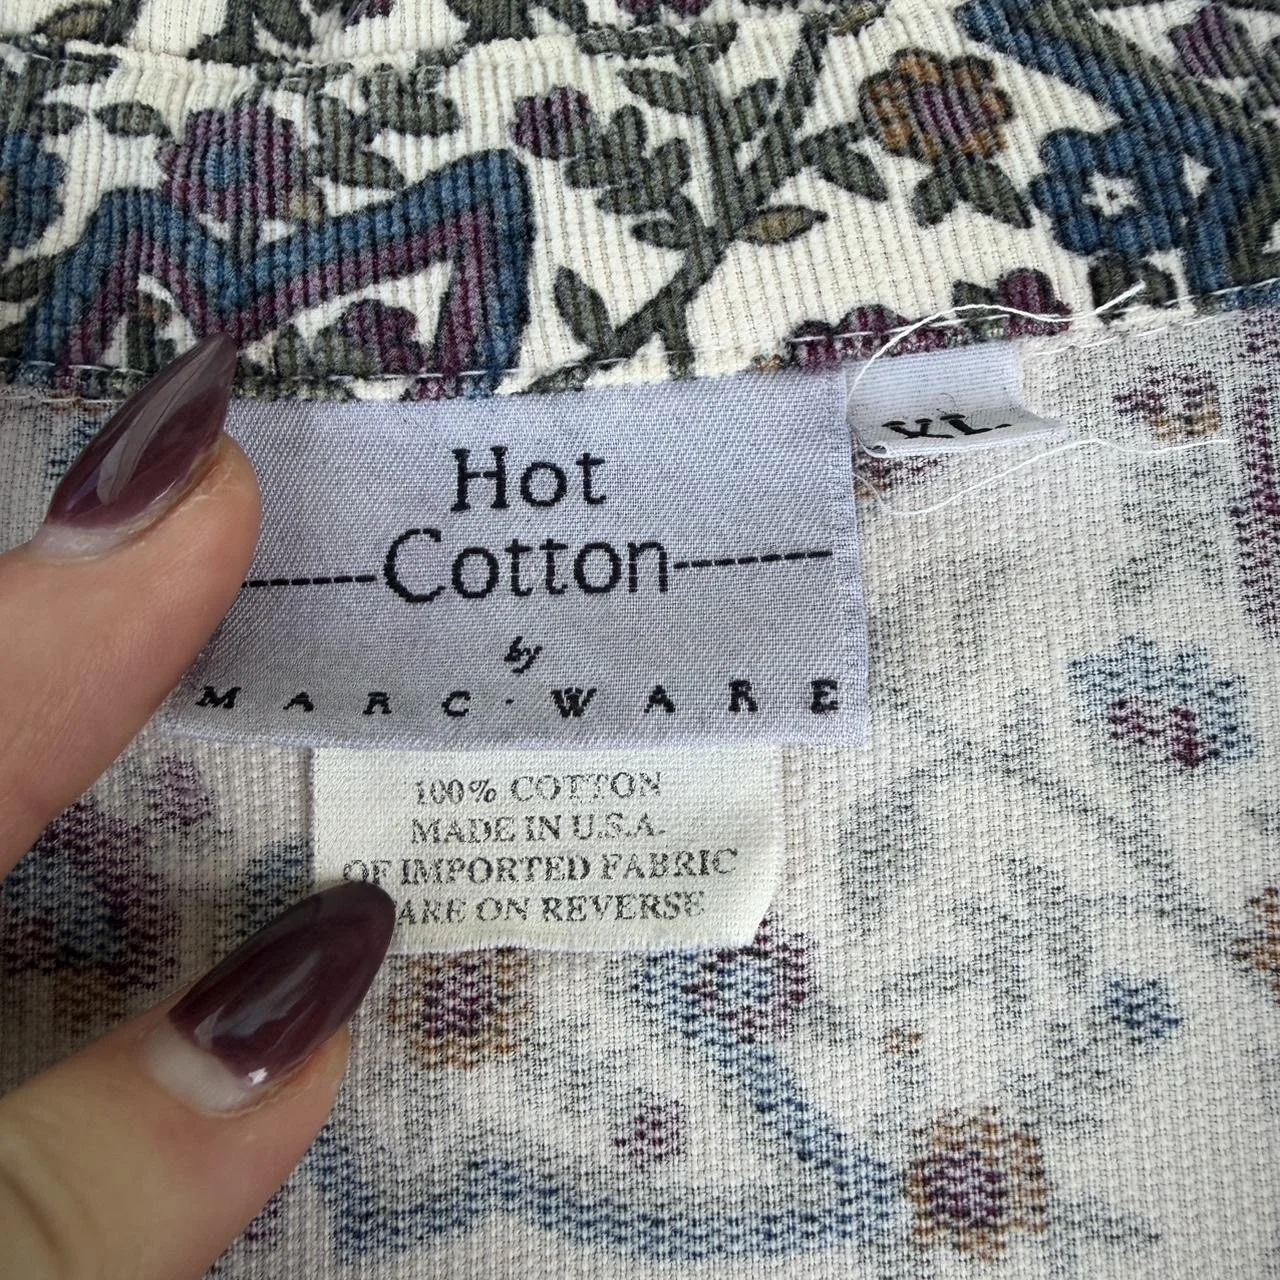 Hot
Cotton
by
MARC·WARE
XL
100% COTTON
MADE IN U.S.A.
OF IMPORTED FABRIC
ARE ON REVERSE